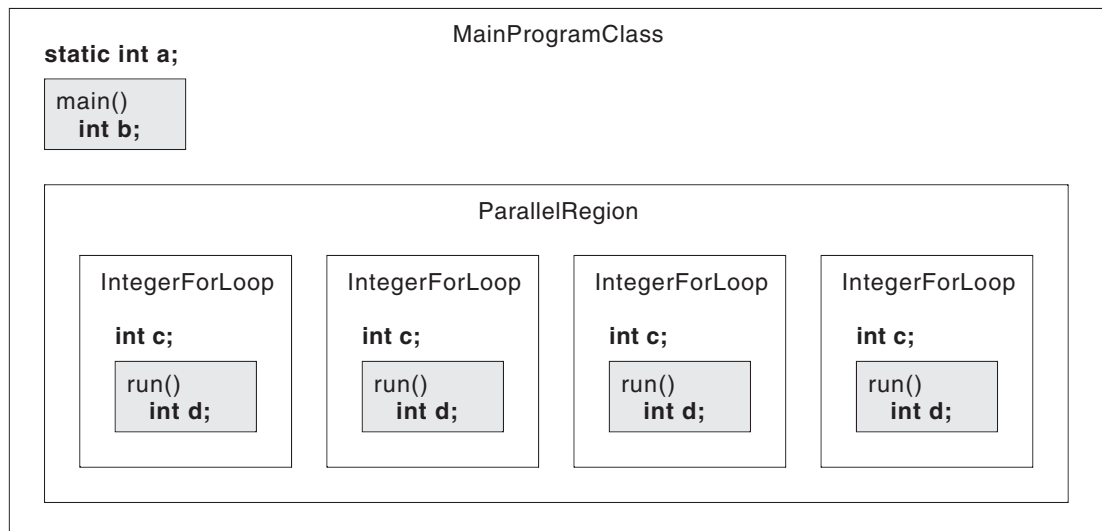 MainProgramClass
static int a;
main()
int b;
ParallelRegion
IntegerForLoop
int c;
run()
int d;
IntegerForLoop
int c;
run()
int d;
IntegerForLoop
int c;
run()
int d;
IntegerForLoop
int c;
run()
int d;